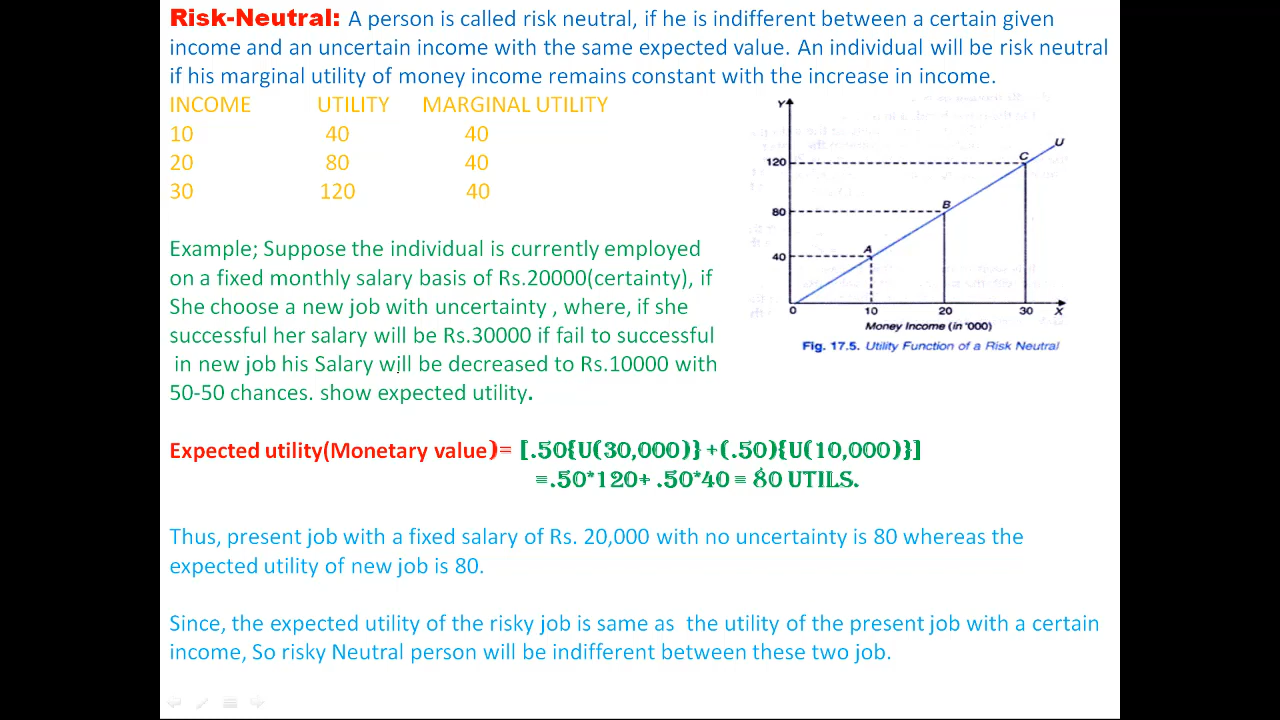 Risk-Neutral: A person is called risk neutral, if he is indifferent between a certain given
income and an uncertain income with the same expected value. An individual will be risk neutral
if his marginal utility of money income remains constant with the increase in income.
INCOME UTILITY MARGINAL UTILITY
10 40 40
20 80 40
30 120 40
Y
U
C
120
B
80
A
40
0 10 20 30 X
Money Income (in '000)
Fig. 17.5. Utility Function of a Risk Neutral
Example; Suppose the individual is currently employed
on a fixed monthly salary basis of Rs.20000(certainty), if
She choose a new job with uncertainty , where, if she
successful her salary will be Rs.30000 if fail to successful
in new job his Salary will be decreased to Rs.10000 with
50-50 chances. show expected utility.
Expected utility(Monetary value)= [.50{U(30,000)} +(.50){U(10,000)}]
=.50*120+ .50*40 = 80 UTILS.
Thus, present job with a fixed salary of Rs. 20,000 with no uncertainty is 80 whereas the
expected utility of new job is 80.
Since, the expected utility of the risky job is same as the utility of the present job with a certain
income, So risky Neutral person will be indifferent between these two job.